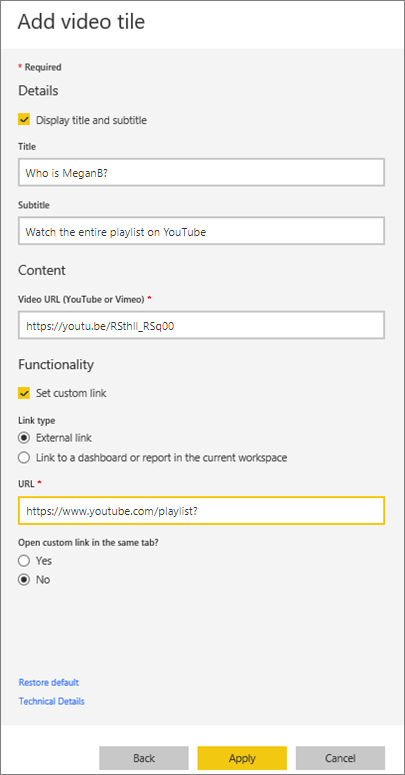 Add video tile
* Required
Details
Display title and subtitle
Title
Who is MeganB?
Subtitle
Watch the entire playlist on YouTube
Content
Video URL (YouTube or Vimeo) *
https://youtu.be/RSthlI_RSq00
Functionality
Set custom link
Link type
External link
Link to a dashboard or report in the current workspace
URL *
https://www.youtube.com/playlist?
Open custom link in the same tab?
Yes
No
Restore default
Technical Details
Back Apply Cancel